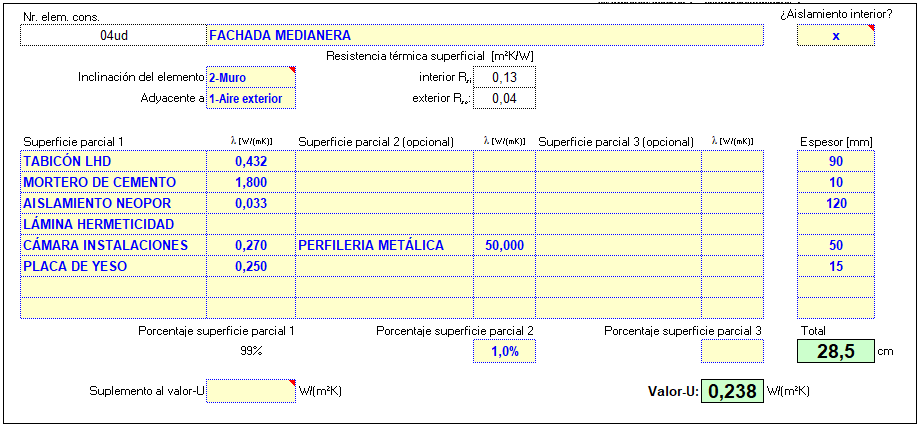 Nr. elem. cons. ¿Aislamiento interior?
04ud FACHADA MEDIANERA x
Resistencia térmica superficial [m²K/W]
Inclinación del elemento 2-Muro interior Rsi 0,13
Adyacente a 1-Aire exterior exterior Rse: 0,04
Superficie parcial 1 λ [W/(mK)] Superficie parcial 2 (opcional) λ [W/(mK)] Superficie parcial 3 (opcional) λ [W/(mK)] Espesor [mm]
TABICÓN LHD 0,432 90
MORTERO DE CEMENTO 1,800 10
AISLAMIENTO NEOPOR 0,033 120
LÁMINA HERMETICIDAD
CÁMARA INSTALACIONES 0,270 PERFILERIA METÁLICA 50,000 50
PLACA DE YESO 0,250 15
Porcentaje superficie parcial 1 Porcentaje superficie parcial 2 Porcentaje superficie parcial 3 Total
99% 1,0% 28,5 cm
Suplemento al valor-U W/(m²K) Valor-U: 0,238 W/(m²K)